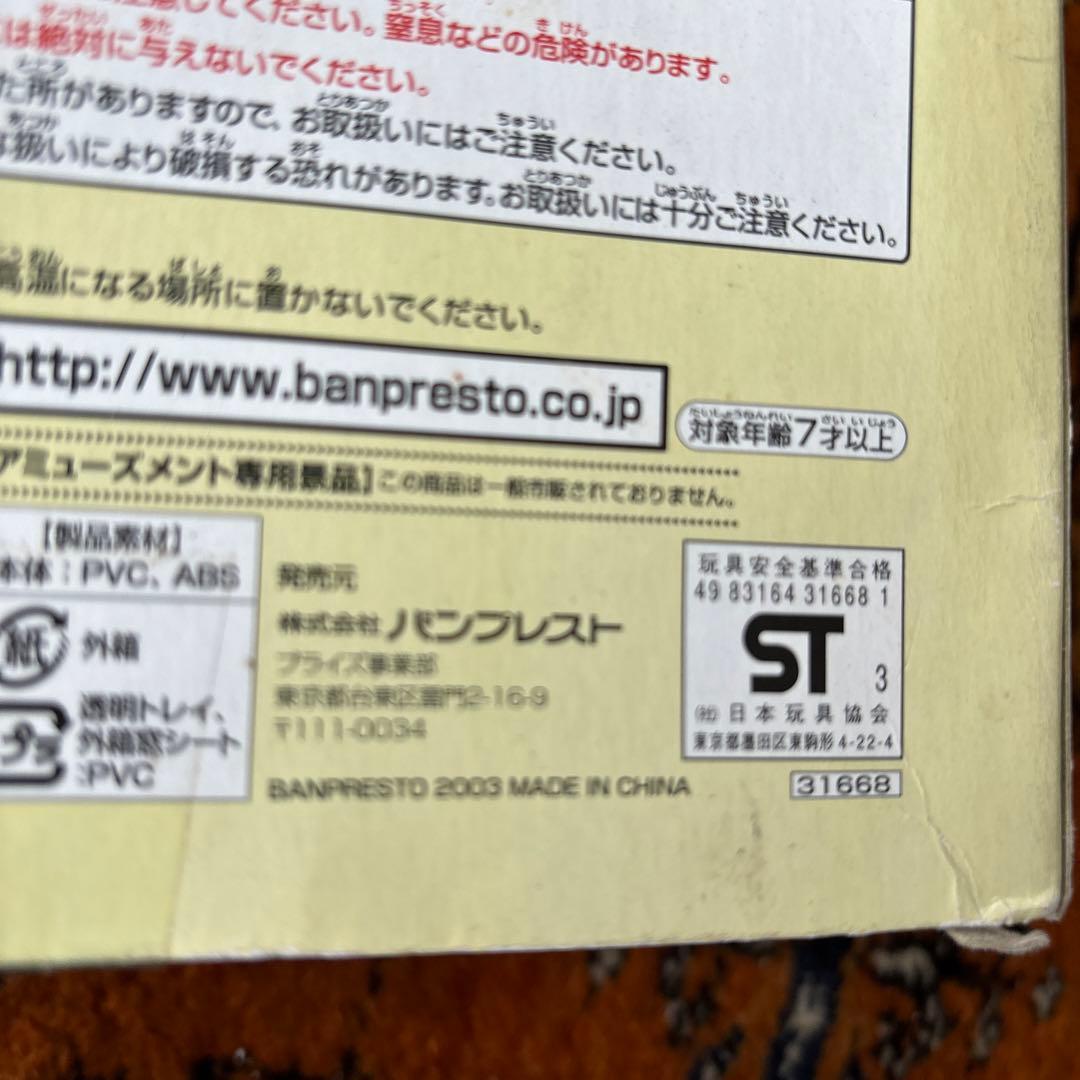 してください。窒息などの危険があります。
は絶対に与えないでください。
た所がありますので、お取扱いにはご注意ください。
扱いにより破損する恐れがあります。お取扱いには十分ご注意ください。
高温になる場所に置かないでください。
http://www.banpresto.co.jp
対象年齢7才以上
アミューズメント専用景品】この商品は一般市販されておりません。
【製品素材】
本体：PVC、ABS
紙 外箱
プラ 透明トレイ、
外箱窓シート
:PVC
発売元
株式会社 バンプレスト
プライズ事業部
東京都台東区雷門2-16-9
〒111-0034
BANPRESTO 2003 MADE IN CHINA
玩具安全基準合格
49 83164 31668 1
ST 3
㈳日本玩具協会
東京都墨田区東駒形4-22-4
31668